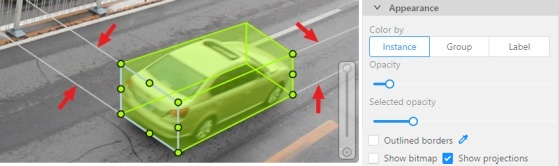 Appearance
Color by
Instance Group Label
Opacity
Selected opacity
Outlined borders
Show bitmap Show projections